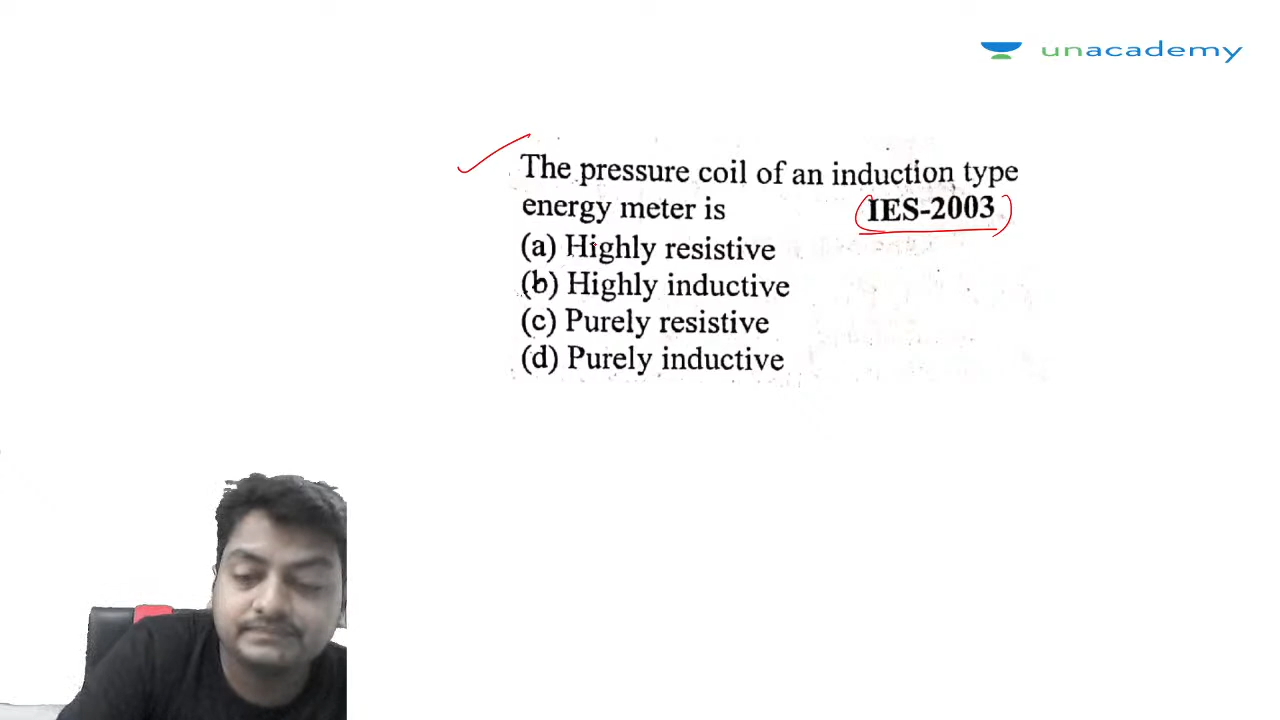 unacademy
The pressure coil of an induction type
energy meter is IES-2003
(a) Highly resistive
(b) Highly inductive
(c) Purely resistive
(d) Purely inductive